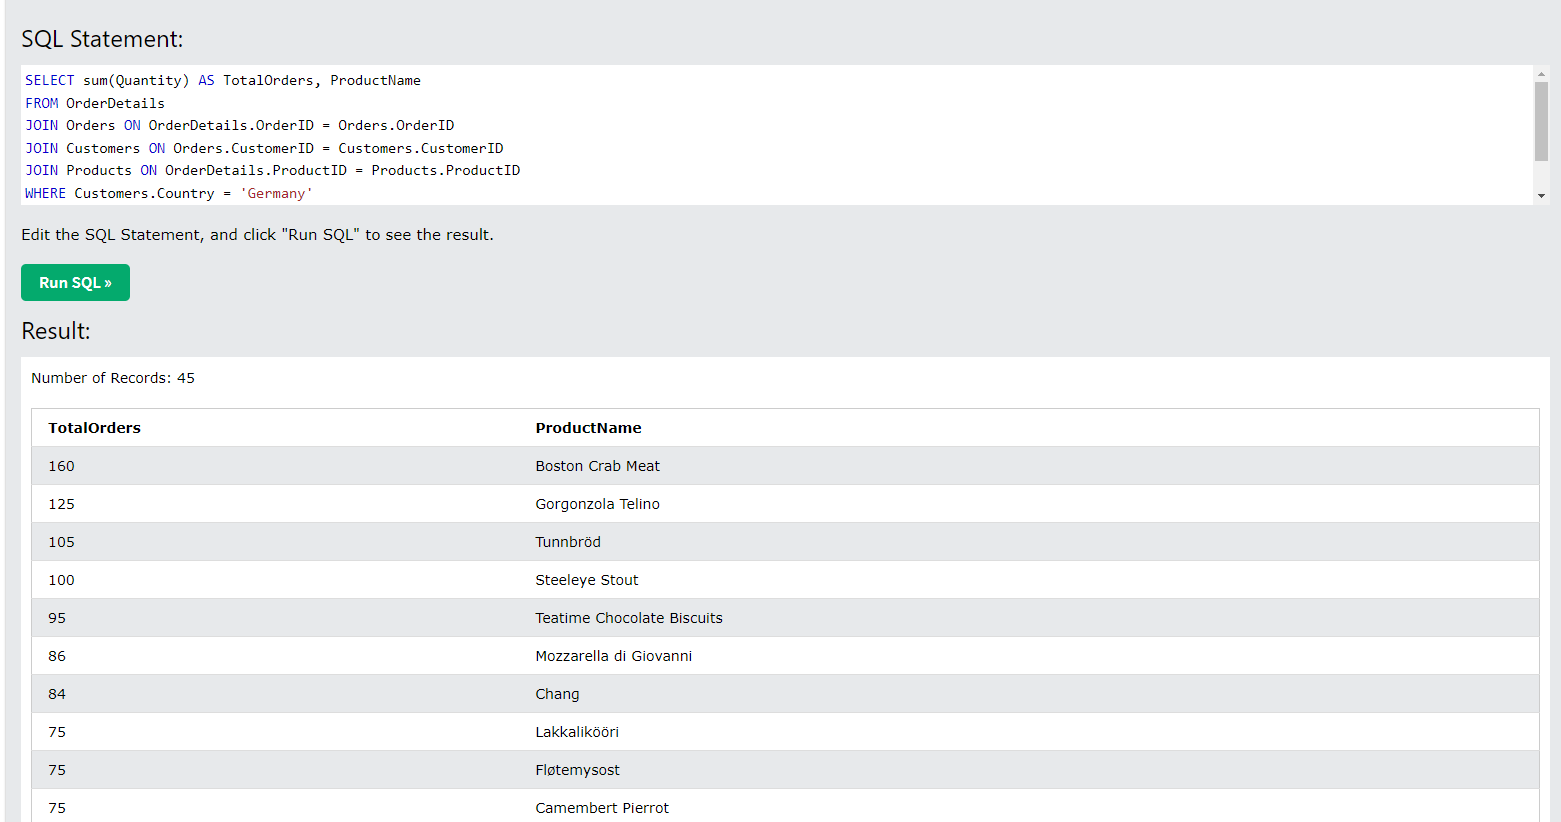 SQL Statement:
SELECT sum(Quantity) AS TotalOrders, ProductName
FROM OrderDetails
JOIN Orders ON OrderDetails.OrderID = Orders.OrderID
JOIN Customers ON Orders.CustomerID = Customers.CustomerID
JOIN Products ON OrderDetails.ProductID = Products.ProductID
WHERE Customers.Country = 'Germany'
Edit the SQL Statement, and click "Run SQL" to see the result.
Run SQL »
Result:
Number of Records: 45
TotalOrders ProductName
160 Boston Crab Meat
125 Gorgonzola Telino
105 Tunnbröd
100 Steeleye Stout
95 Teatime Chocolate Biscuits
86 Mozzarella di Giovanni
84 Chang
75 Lakkalikööri
75 Fløtemysost
75 Camembert Pierrot